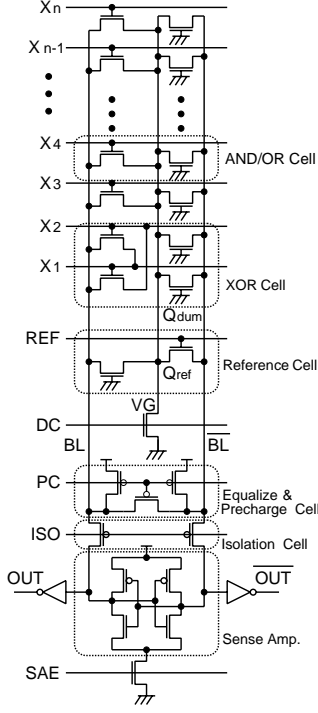 Xn
Xn-1
X4
AND/OR Cell
X3
X2
X1
XOR Cell
Qdum
REF
Qref
Reference Cell
VG
DC
BL
BL
PC
Equalize &
Precharge Cell
ISO
Isolation Cell
OUT
OUT
Sense Amp.
SAE